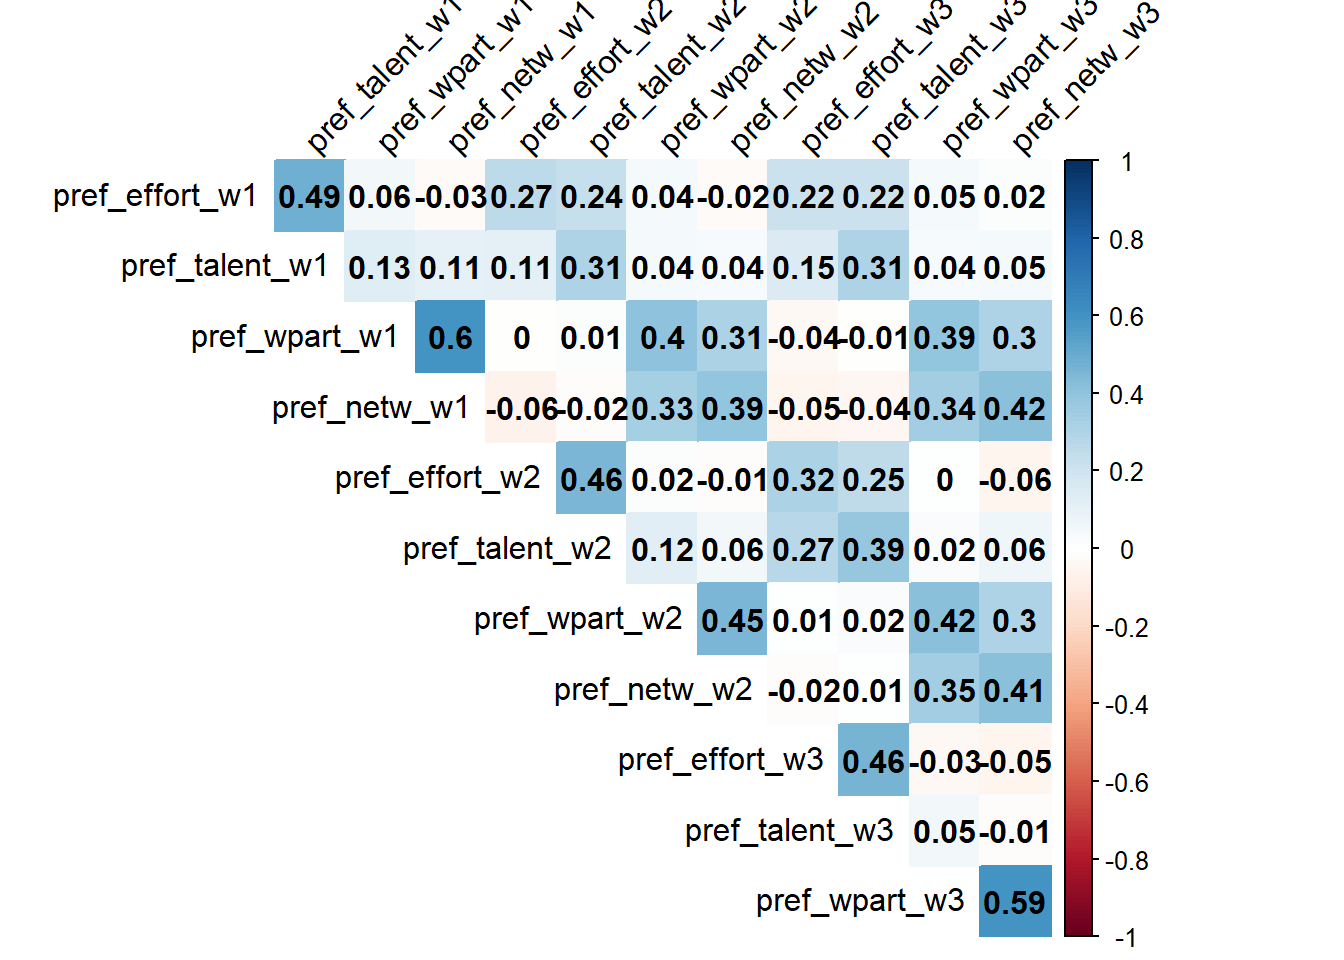 pref_talent_w1 pref_wpart_w1 pref_netw_w1 pref_effort_w2 pref_talent_w2 pref_wpart_w2 pref_netw_w2 pref_effort_w3 pref_talent_w3 pref_wpart_w3 pref_netw_w3
pref_effort_w1 0.49 0.06 -0.03 0.27 0.24 0.04 -0.02 0.22 0.22 0.05 0.02
pref_talent_w1 0.13 0.11 0.11 0.31 0.04 0.04 0.15 0.31 0.04 0.05
pref_wpart_w1 0.6 0 0.01 0.4 0.31 -0.04 -0.01 0.39 0.3
pref_netw_w1 -0.06 -0.02 0.33 0.39 -0.05 -0.04 0.34 0.42
pref_effort_w2 0.46 0.02 -0.01 0.32 0.25 0 -0.06
pref_talent_w2 0.12 0.06 0.27 0.39 0.02 0.06
pref_wpart_w2 0.45 0.01 0.02 0.42 0.3
pref_netw_w2 -0.02 0.01 0.35 0.41
pref_effort_w3 0.46 -0.03 -0.05
pref_talent_w3 0.05 -0.01
pref_wpart_w3 0.59
1
0.8
0.6
0.4
0.2
0
-0.2
-0.4
-0.6
-0.8
-1